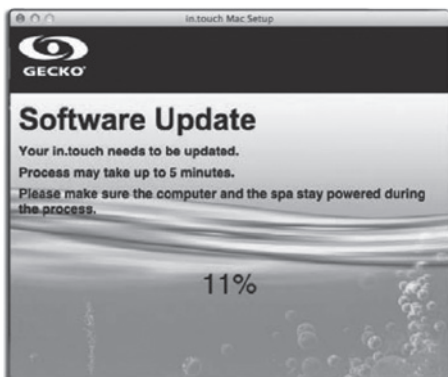 in.touch Mac Setup
GECKO
Software Update
Your in.touch needs to be updated.
Process may take up to 5 minutes.
Please make sure the computer and the spa stay powered during
the process.
11%